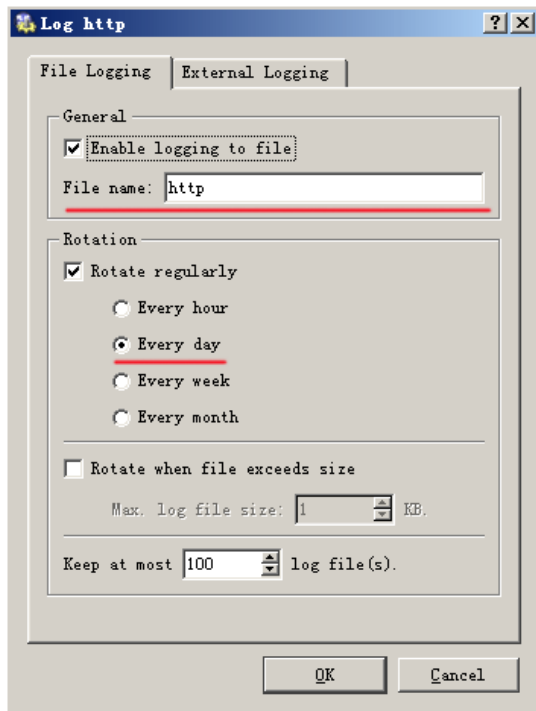 Log http
File Logging External Logging
General
Enable logging to file
File name: http
Rotation
Rotate regularly
Every hour
Every day
Every week
Every month
Rotate when file exceeds size
Max. log file size: 1 KB.
Keep at most 100 log file(s).
OK Cancel